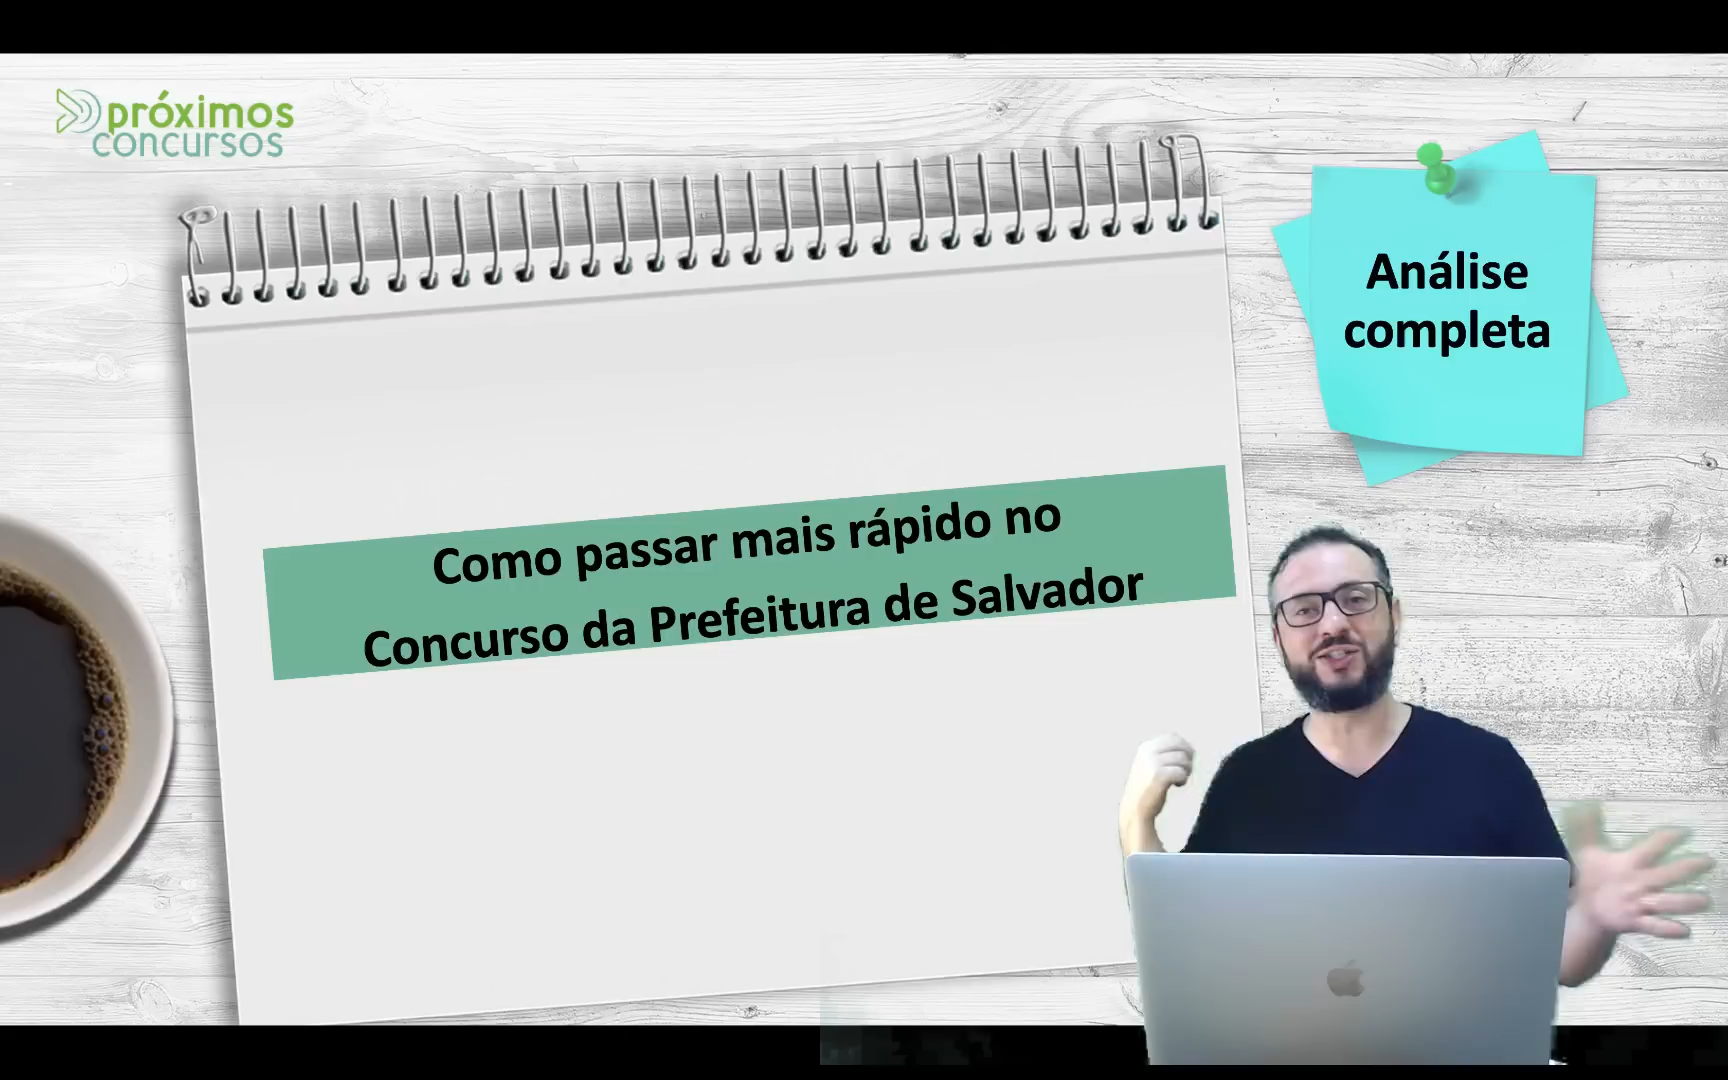 próximos
concursos
Análise
completa
Como passar mais rápido no
Concurso da Prefeitura de Salvador